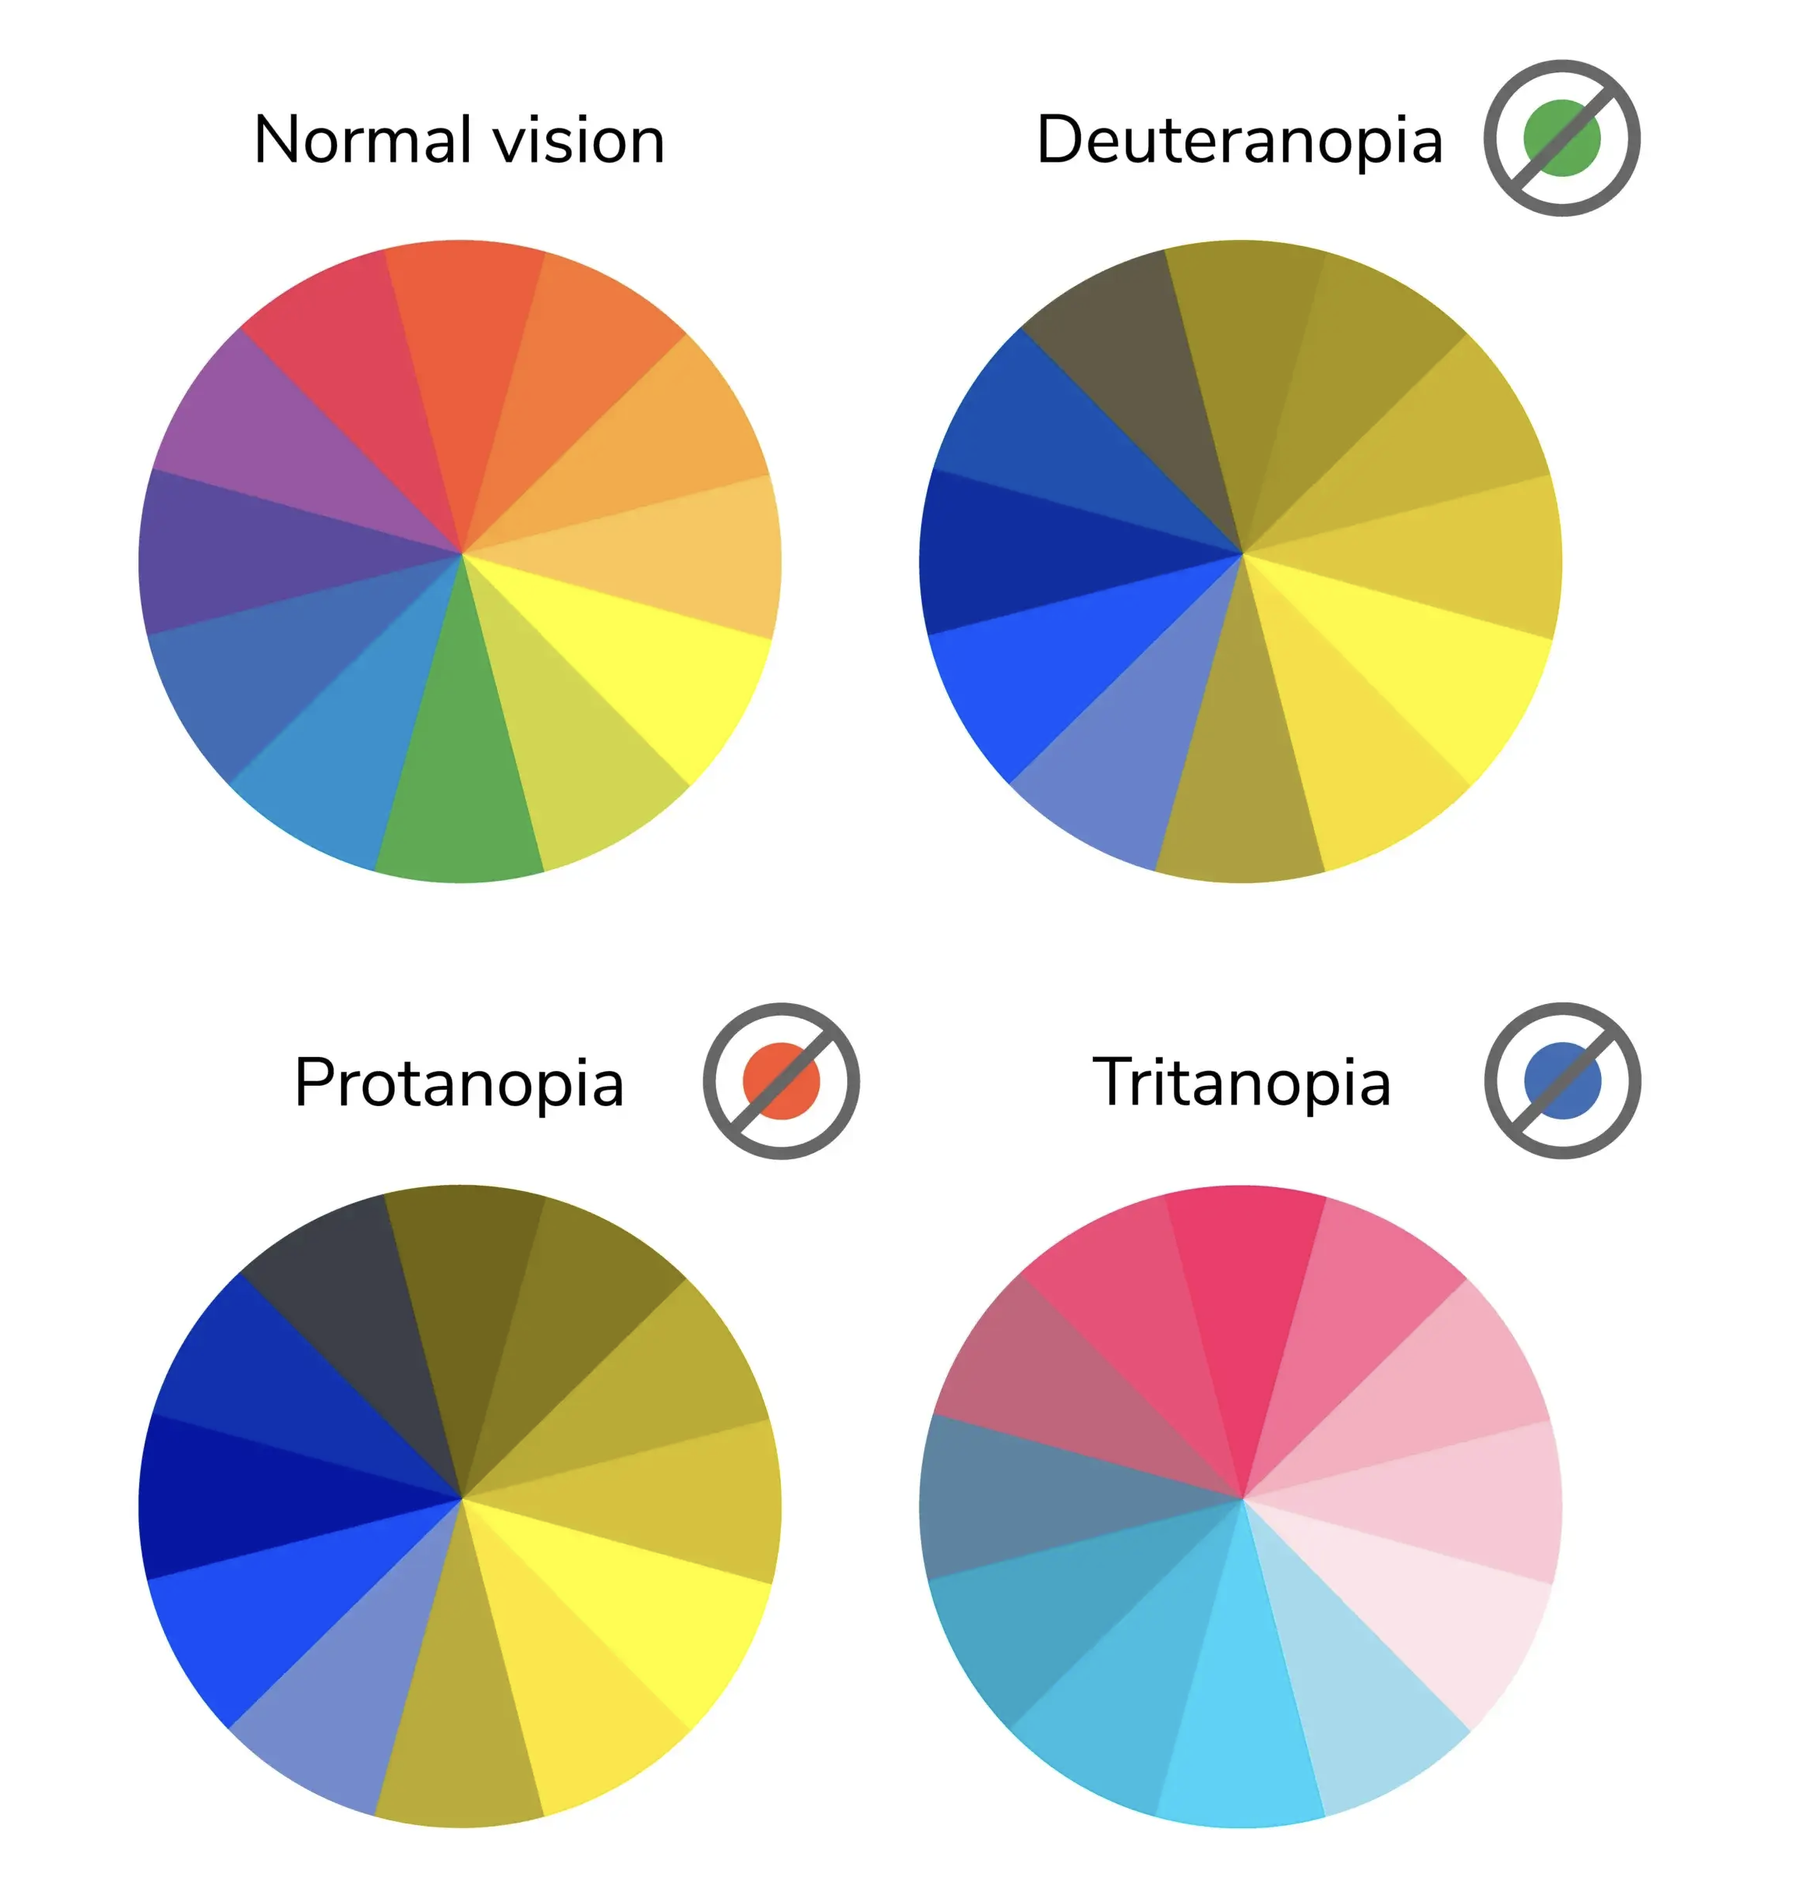 Normal vision
Deuteranopia
Protanopia
Tritanopia